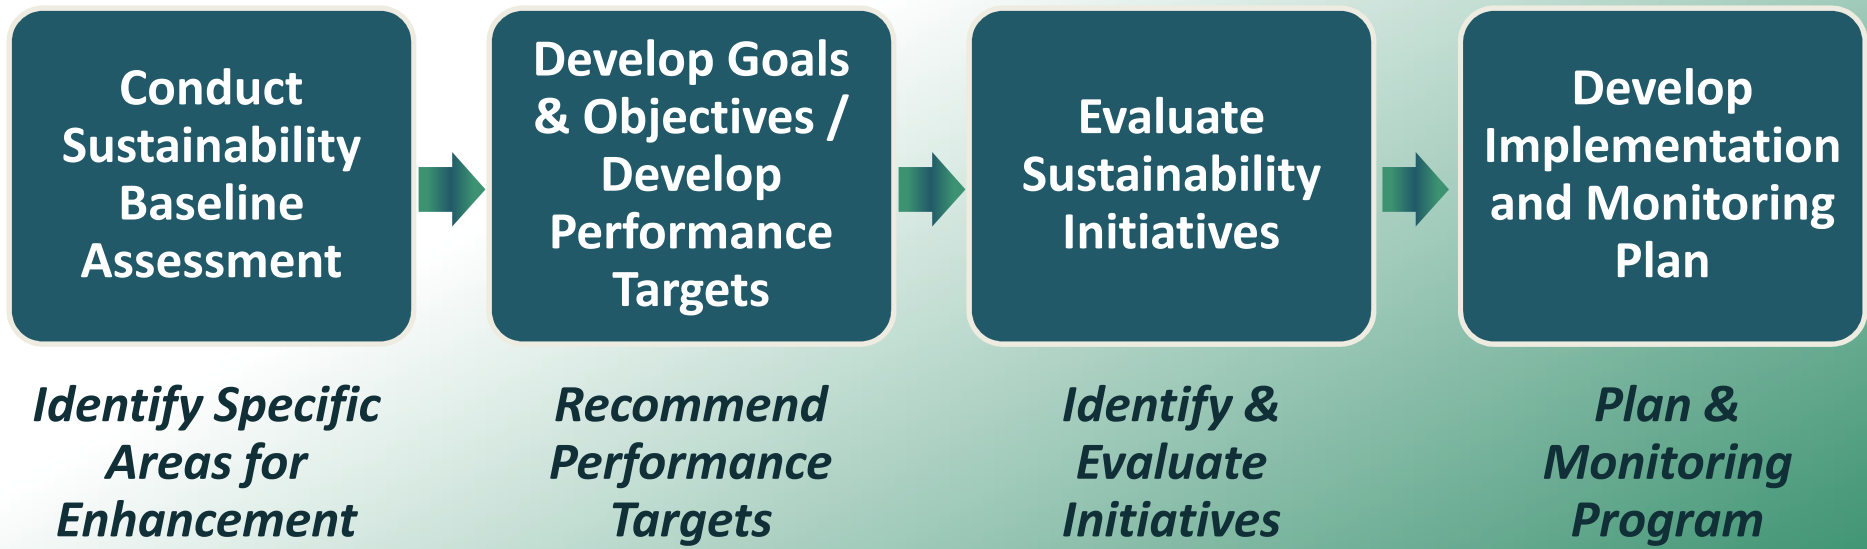 Conduct
Sustainability
Baseline
Assessment
Develop Goals
& Objectives /
Develop
Performance
Targets
Evaluate
Sustainability
Initiatives
Develop
Implementation
and Monitoring
Plan
Identify Specific
Areas for
Enhancement
Recommend
Performance
Targets
Identify &
Evaluate
Initiatives
Plan &
Monitoring
Program